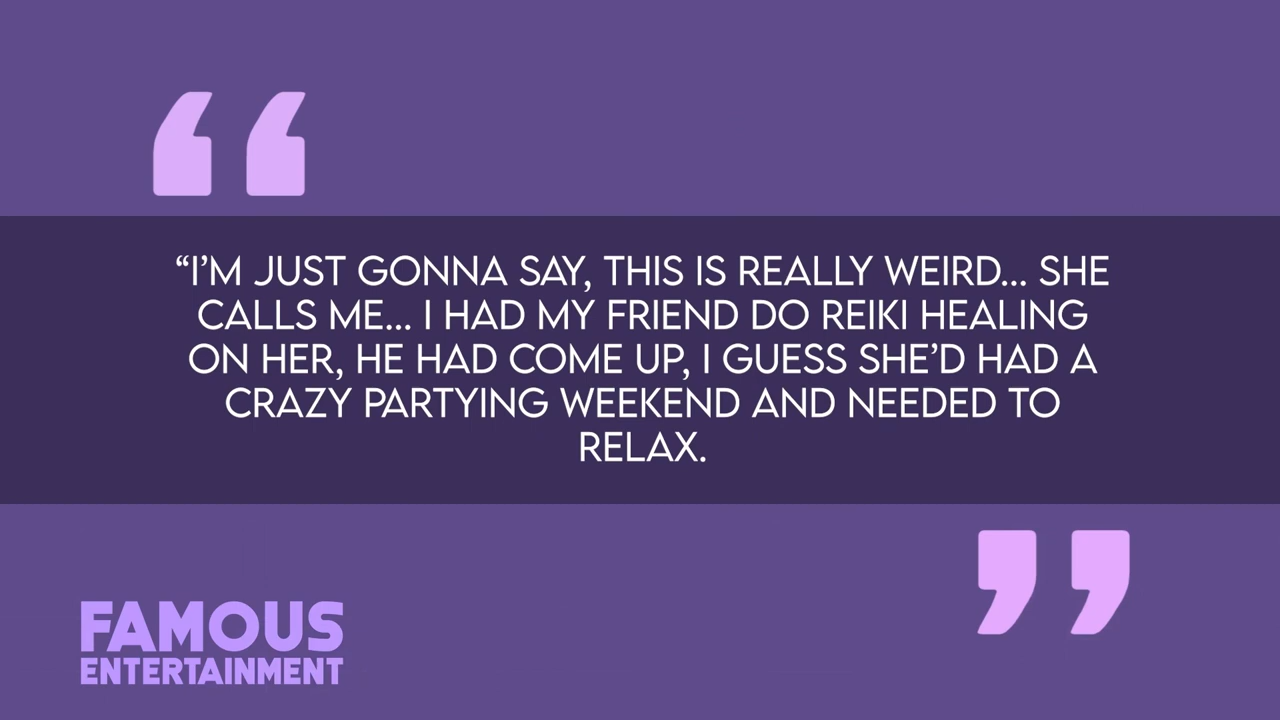 “I’M JUST GONNA SAY, THIS IS REALLY WEIRD... SHE
CALLS ME... I HAD MY FRIEND DO REIKI HEALING
ON HER, HE HAD COME UP, I GUESS SHE’D HAD A
CRAZY PARTYING WEEKEND AND NEEDED TO
RELAX.
FAMOUS
ENTERTAINMENT